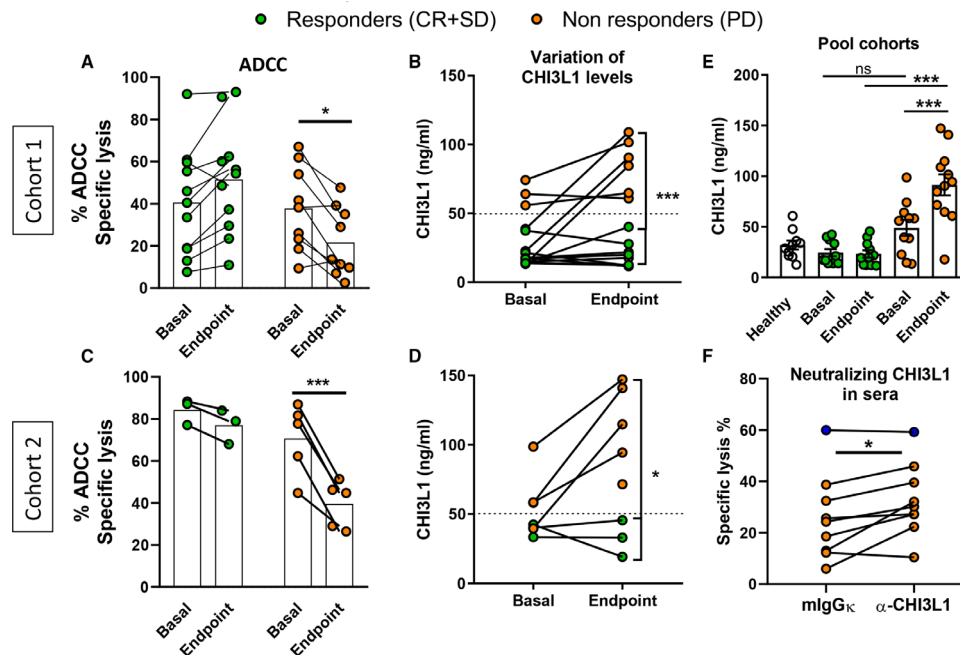 Responders (CR+SD) Non responders (PD)
Cohort 1
A
ADCC
% ADCC
Specific lysis
100
80
60
40
20
0
*
Basal
Endpoint
Basal
Endpoint
B
Variation of
CHI3L1 levels
CHI3L1 (ng/ml)
150
100
50
0
***
Basal Endpoint
E
Pool cohorts
CHI3L1 (ng/ml)
200
150
100
50
0
ns
***
***
Healthy
Basal
Endpoint
Basal
Endpoint
Cohort 2
C
% ADCC
Specific lysis
100
80
60
40
20
0
***
Basal
Endpoint
Basal
Endpoint
D
CHI3L1 (ng/ml)
150
100
50
0
*
Basal Endpoint
F
Neutralizing CHI3L1
in sera
Specific lysis %
80
60
40
20
0
*
mIgGκ α-CHI3L1